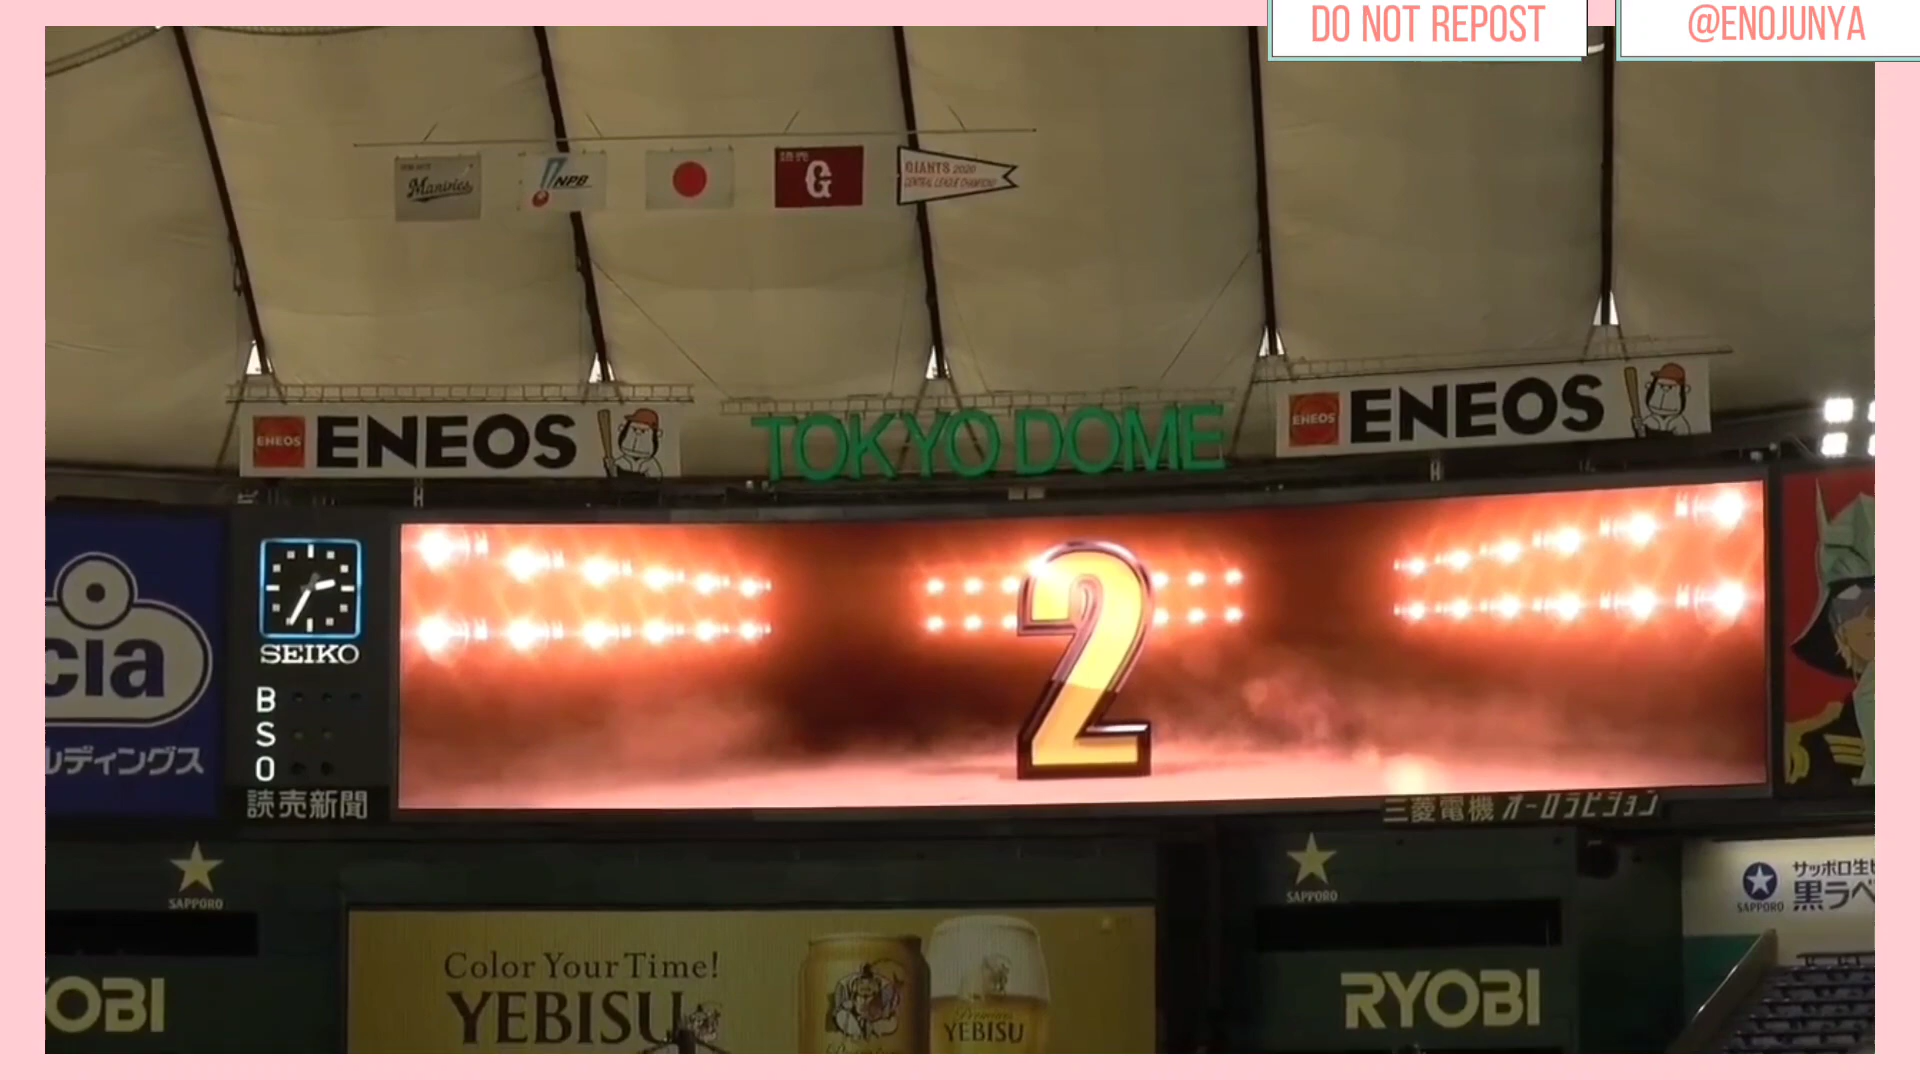 DO NOT REPOST
@ENOJUNYA
Marines
NPB
G
GIANTS 2020
CENTRAL LEAGUE CHAMPIONS
ENEOS
ENEOS
TOKYO DOME
ENEOS
ENEOS
cia
ルディングス
SEIKO
B
S
O
読売新聞
2
三菱電機 オーロラビジョン
SAPPORO
SAPPORO
SAPPORO
サッポロ生ビ
黒ラベ
OBI
Color Your Time!
YEBISU
YEBISU
RYOBI